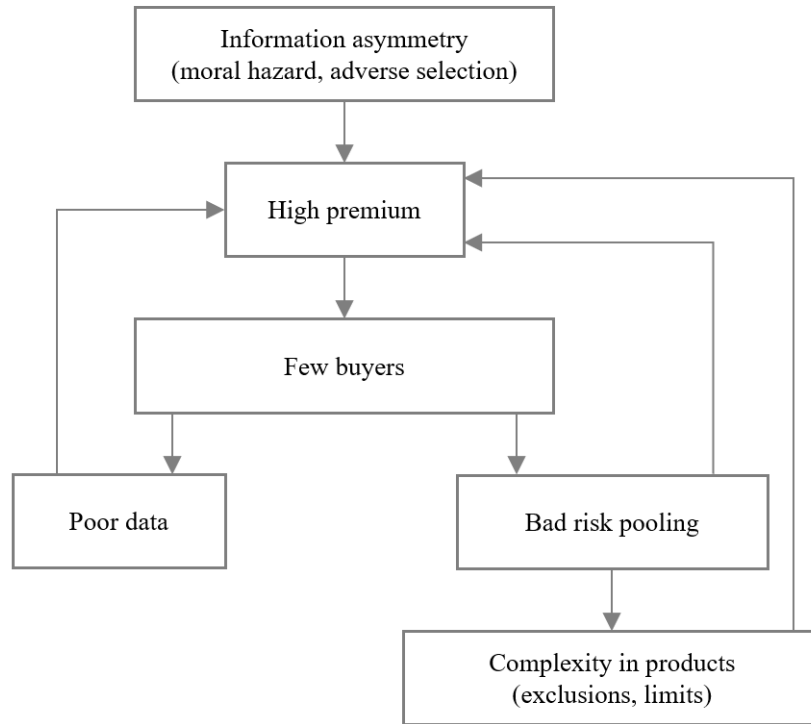 Information asymmetry
(moral hazard, adverse selection)
High premium
Few buyers
Poor data
Bad risk pooling
Complexity in products
(exclusions, limits)